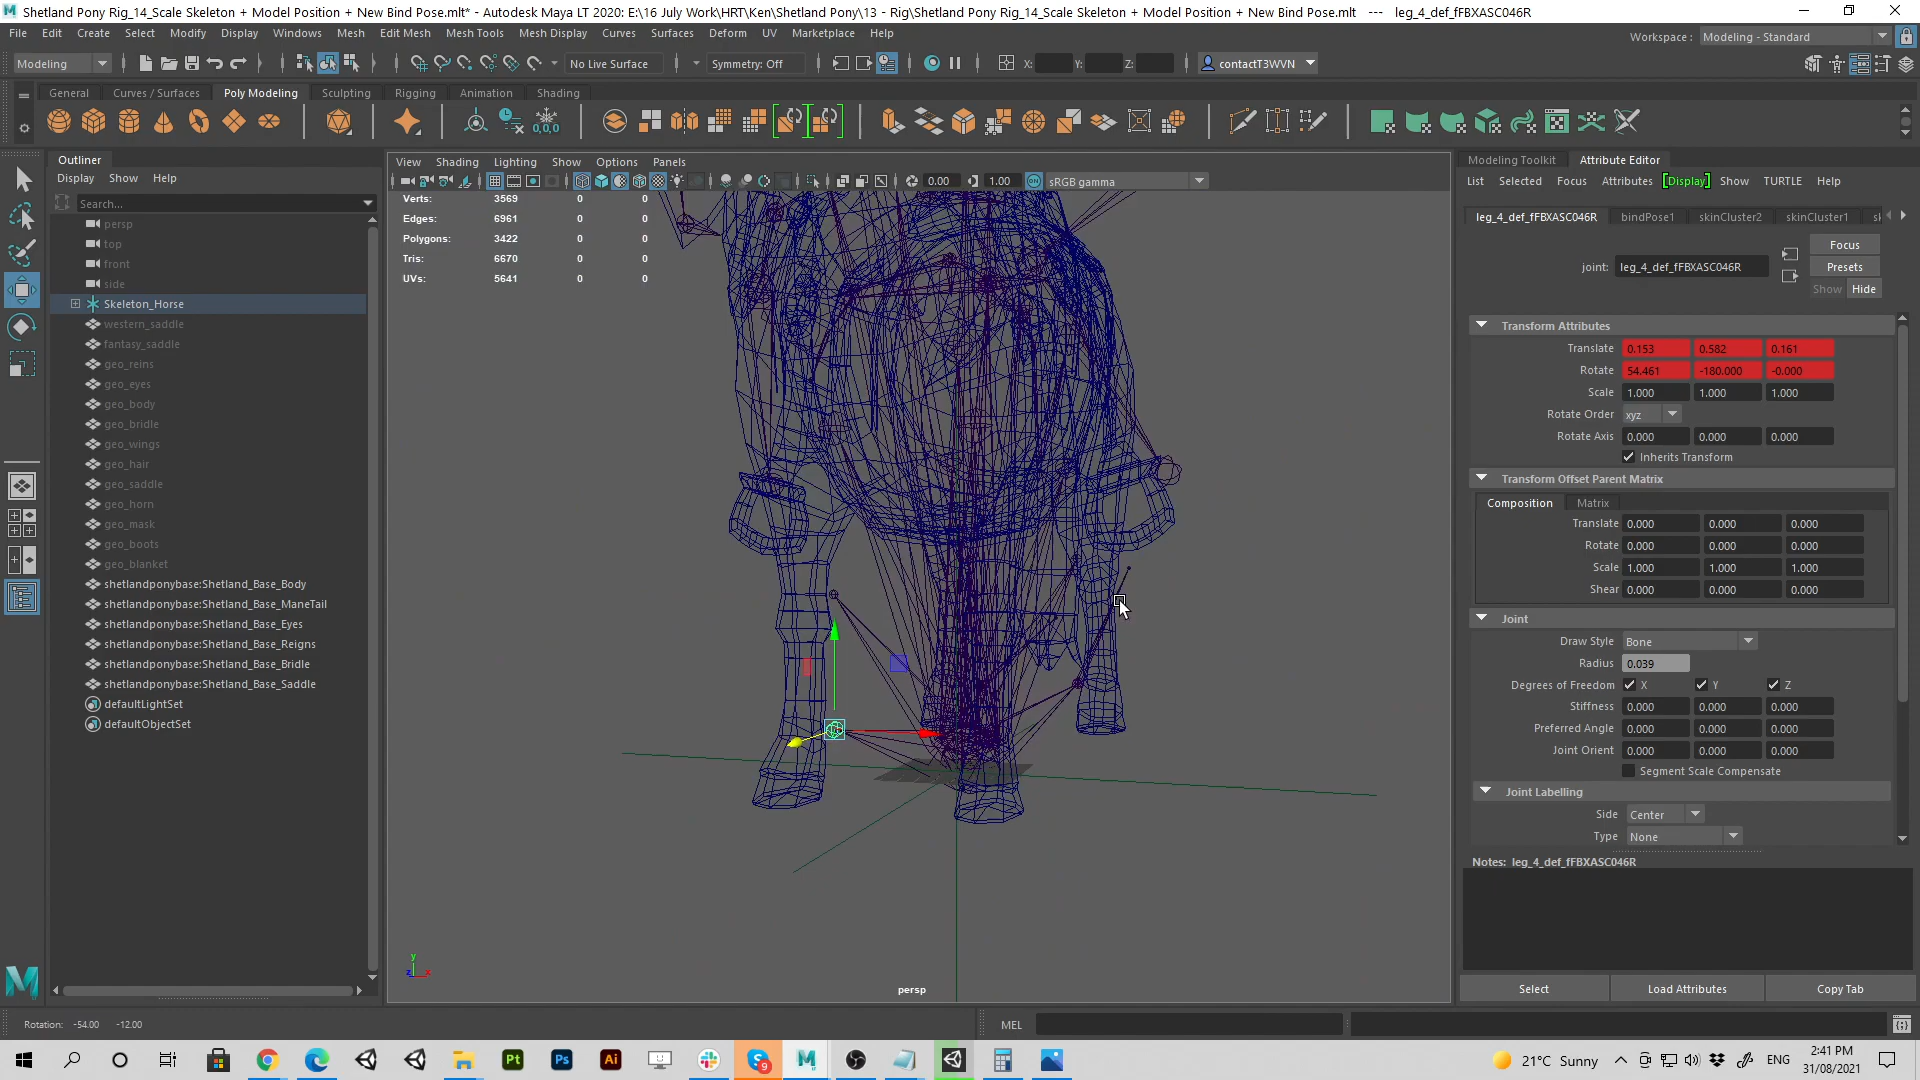 Shetland Pony Rig_14_Scale Skeleton + Model Position + New Bind Pose.mlt* - Autodesk Maya LT 2020: E:\16 July Work\HRT\Ken\Shetland Pony\13 - Rig\Shetland Pony Rig_14_Scale Skeleton + Model Position + New Bind Pose.mlt --- leg_4_def_fFBXASC046R
File Edit Create Select Modify Display Windows Mesh Edit Mesh Mesh Tools Mesh Display Curves Surfaces Deform UV Marketplace Help
Workspace : Modeling - Standard
Modeling No Live Surface Symmetry: Off X: Y: Z: contactT3WVN
General Curves / Surfaces Poly Modeling Sculpting Rigging Animation Shading
0,0,0
Outliner
Display Show Help
Search...
persp
top
front
side
Skeleton_Horse
western_saddle
fantasy_saddle
geo_reins
geo_eyes
geo_body
geo_bridle
geo_wings
geo_hair
geo_saddle
geo_horn
geo_mask
geo_boots
geo_blanket
shetlandponybase:Shetland_Base_Body
shetlandponybase:Shetland_Base_ManeTail
shetlandponybase:Shetland_Base_Eyes
shetlandponybase:Shetland_Base_Reigns
shetlandponybase:Shetland_Base_Bridle
shetlandponybase:Shetland_Base_Saddle
defaultLightSet
defaultObjectSet
View Shading Lighting Show Options Panels
0.00 1.00 ON sRGB gamma
Verts: 3569 0 0
Edges: 6961 0 0
Polygons: 3422 0 0
Tris: 6670 0 0
UVs: 5641 0 0
y
z x
persp
Modeling Toolkit Attribute Editor
List Selected Focus Attributes [Display] Show TURTLE Help
leg_4_def_fFBXASC046R bindPose1 skinCluster2 skinCluster1
joint: leg_4_def_fFBXASC046R
Focus
Presets
Show Hide
Transform Attributes
Translate 0.153 0.582 0.161
Rotate 54.461 -180.000 -0.000
Scale 1.000 1.000 1.000
Rotate Order xyz
Rotate Axis 0.000 0.000 0.000
Inherits Transform
Transform Offset Parent Matrix
Composition Matrix
Translate 0.000 0.000 0.000
Rotate 0.000 0.000 0.000
Scale 1.000 1.000 1.000
Shear 0.000 0.000 0.000
Joint
Draw Style Bone
Radius 0.039
Degrees of Freedom X Y Z
Stiffness 0.000 0.000 0.000
Preferred Angle 0.000 0.000 0.000
Joint Orient 0.000 0.000 0.000
Segment Scale Compensate
Joint Labelling
Side Center
Type None
Notes: leg_4_def_fFBXASC046R
Select Load Attributes Copy Tab
Rotation: -54.00 -12.00
MEL
Pt Ps Ai 9 M
21°C Sunny ENG
2:41 PM
31/08/2021